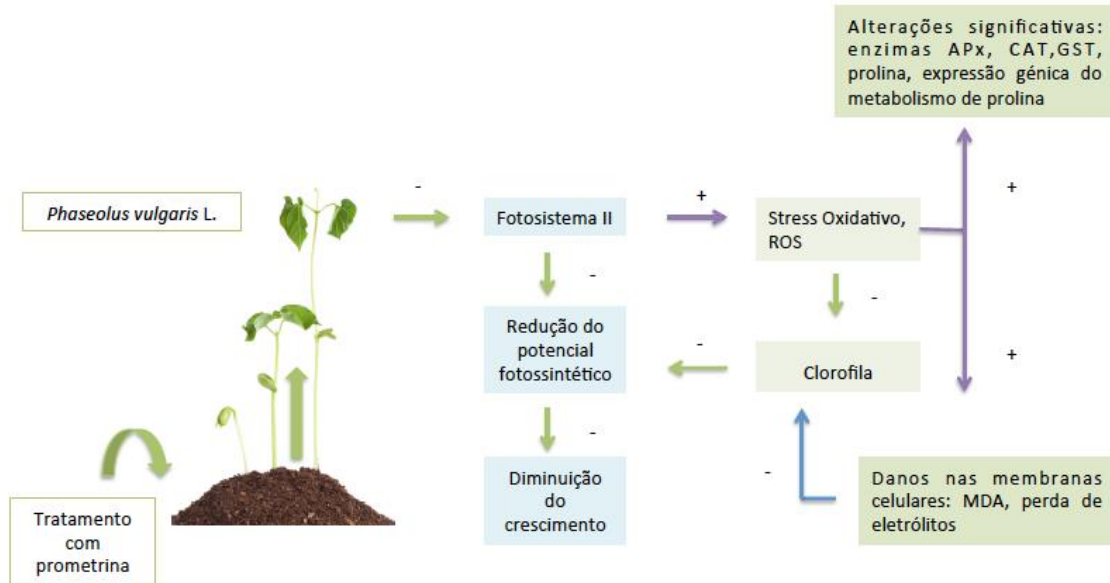 Alterações significativas:
enzimas APx, CAT,GST,
prolina, expressão génica do
metabolismo de prolina
-
+
+
Phaseolus vulgaris L.
Fotosistema II
Stress Oxidativo,
ROS
-
-
Redução do
potencial
fotossintético
-
Clorofila
+
-
Diminuição
do
crescimento
-
Danos nas membranas
celulares: MDA, perda de
eletrólitos
Tratamento
com
prometrina